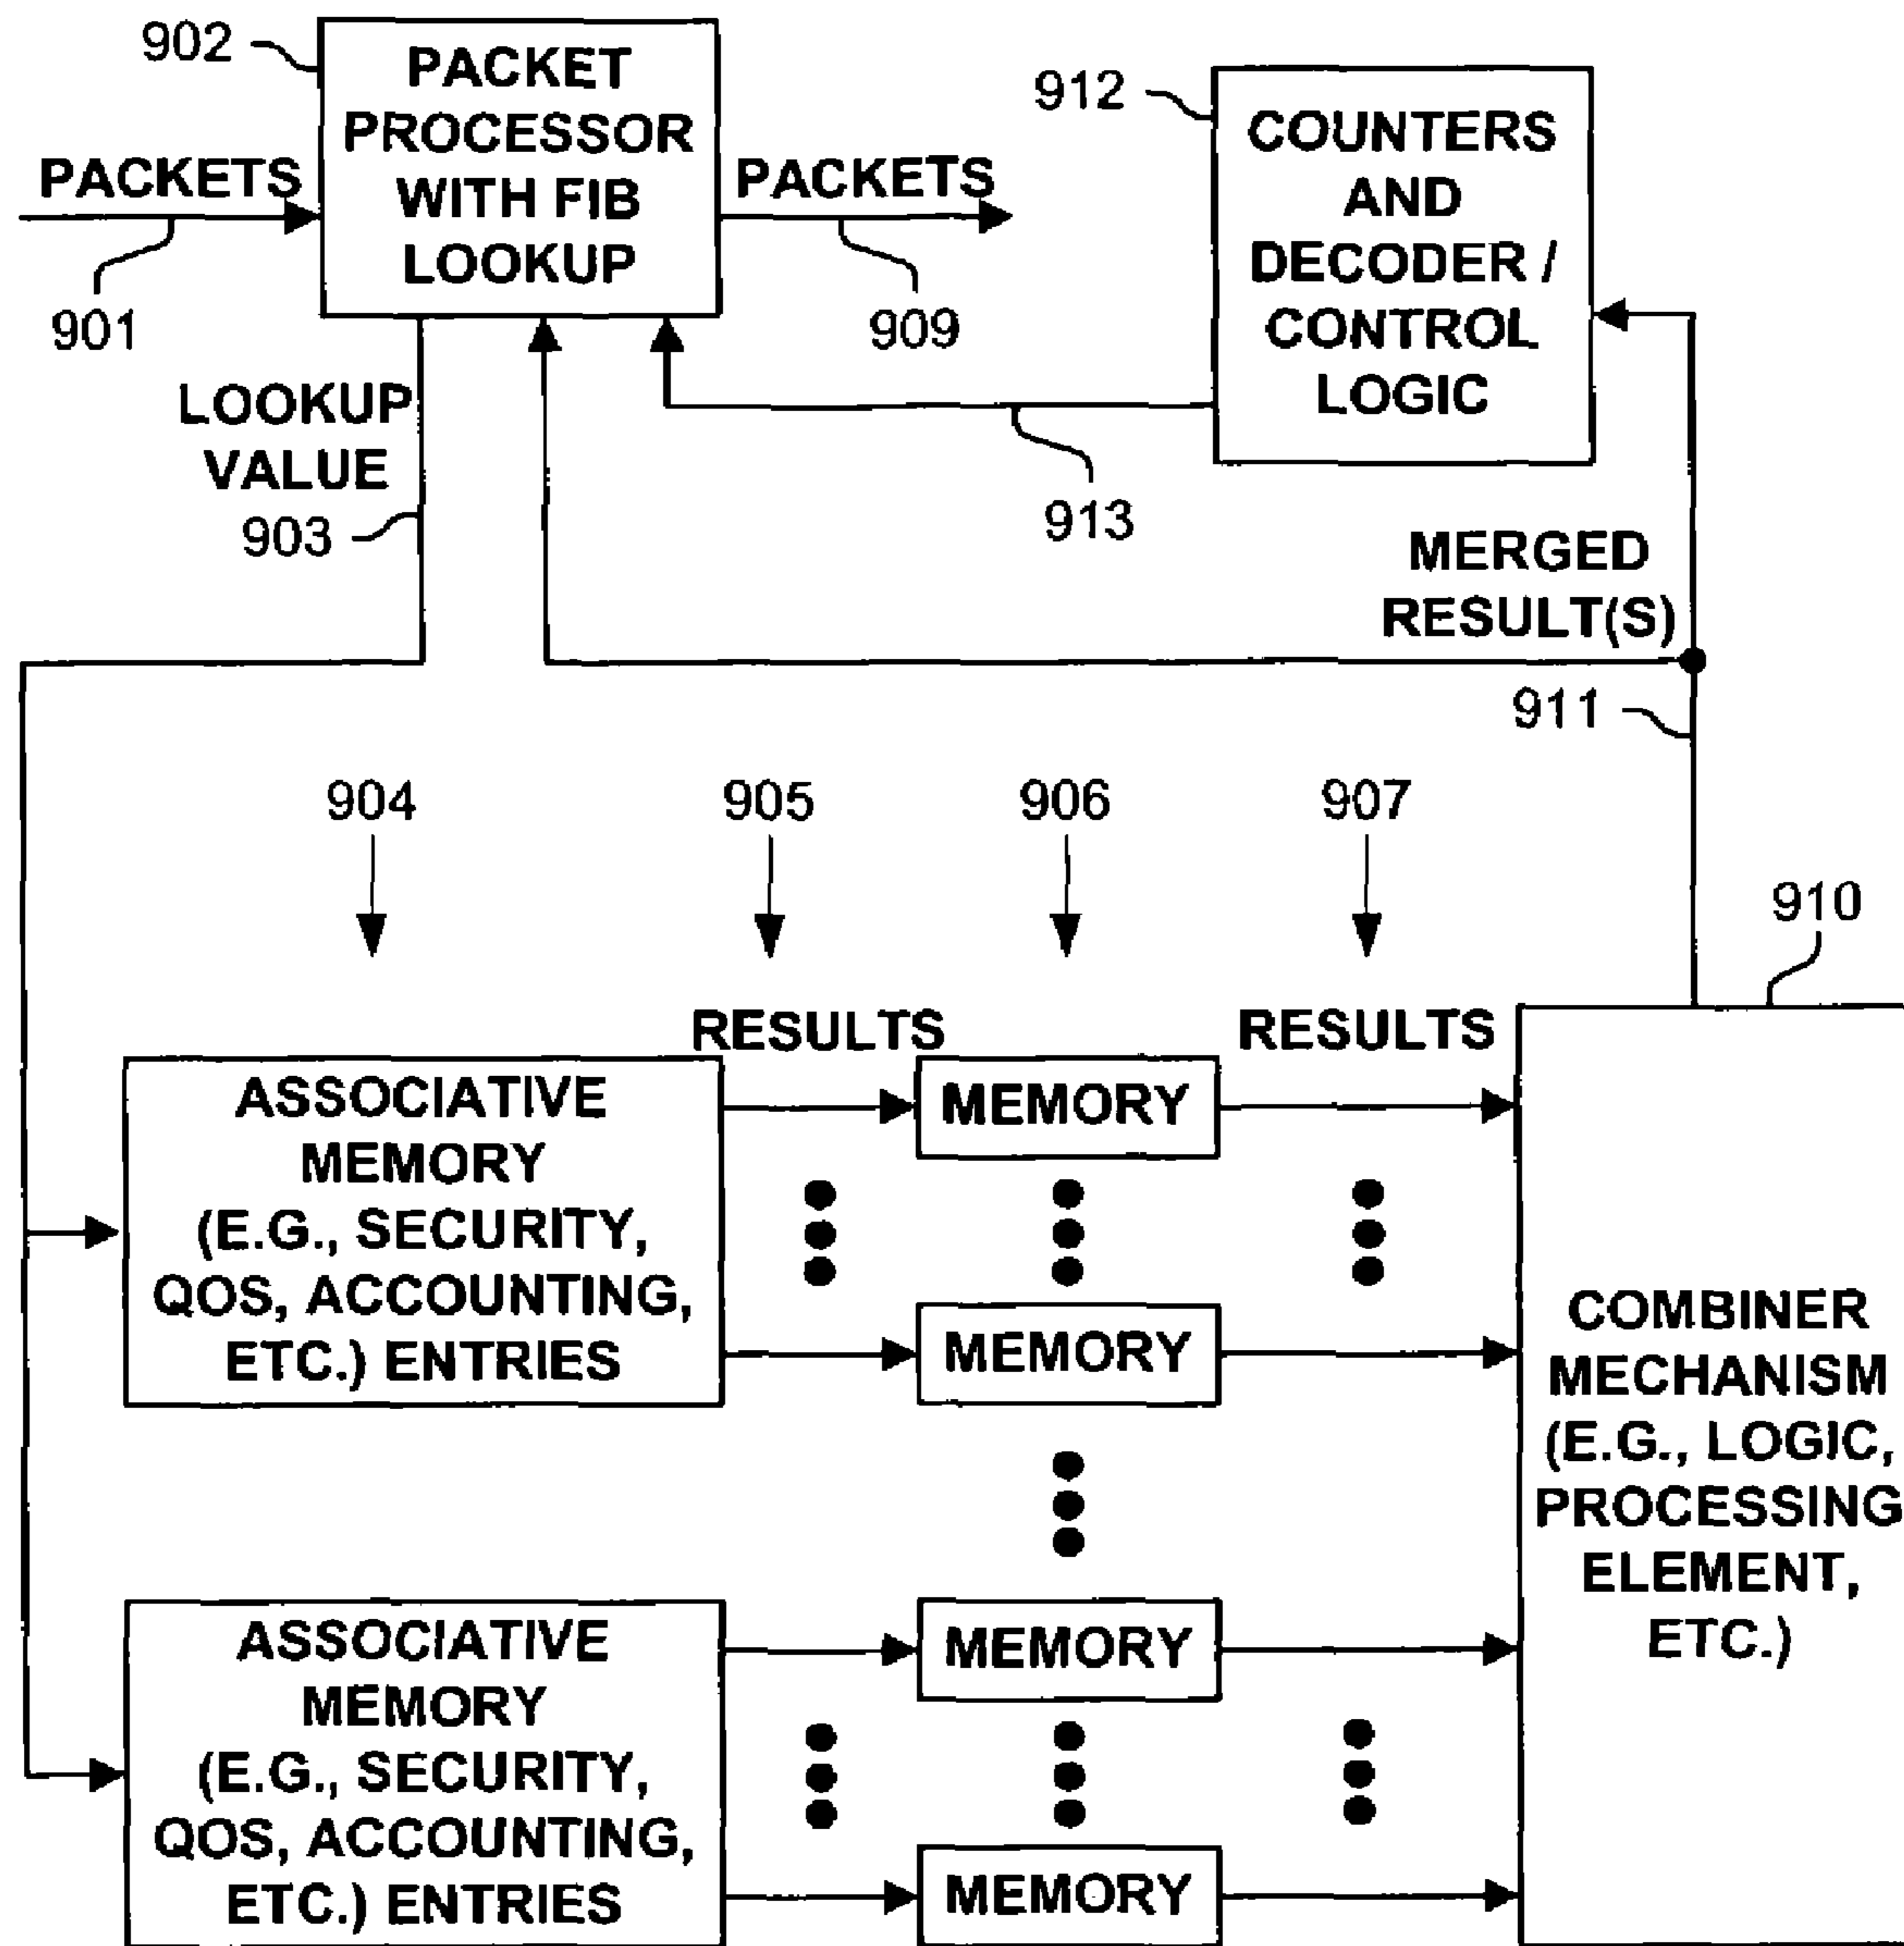 902
PACKET
PROCESSOR
WITH FIB
LOOKUP
PACKETS
901
PACKETS
909
912
COUNTERS
AND
DECODER /
CONTROL
LOGIC
LOOKUP
VALUE
903
913
MERGED
RESULT(S)
911
904
905
906
907
910
RESULTS
RESULTS
ASSOCIATIVE
MEMORY
(E.G., SECURITY,
QOS, ACCOUNTING,
ETC.) ENTRIES
MEMORY
MEMORY
COMBINER
MECHANISM
(E.G., LOGIC,
PROCESSING
ELEMENT,
ETC.)
ASSOCIATIVE
MEMORY
(E.G., SECURITY,
QOS, ACCOUNTING,
ETC.) ENTRIES
MEMORY
MEMORY